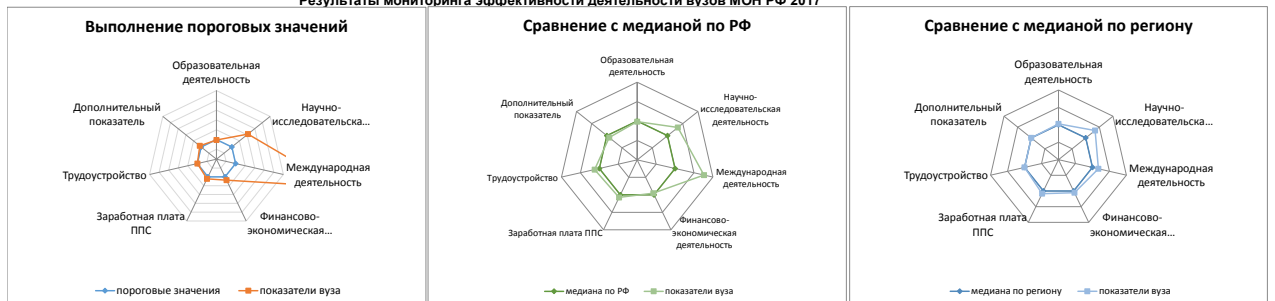 Результаты мониторинга эффективности деятельности вузов МОН РФ 2017
Выполнение пороговых значений
Образовательная
деятельность
Научно-
исследовательска...
Международная
деятельность
Финансово-
экономическая...
Заработная плата
ППС
Трудоустройство
Дополнительный
показатель
пороговые значения
показатели вуза
Сравнение с медианой по РФ
Образовательная
деятельность
Научно-
исследовательская
деятельность
Международная
деятельность
Финансово-
экономическая
деятельность
Заработная плата ППС
Трудоустройство
Дополнительный
показатель
медиана по РФ
показатели вуза
Сравнение с медианой по региону
Образовательная
деятельность
Научно-
исследовательска...
Международная
деятельность
Финансово-
экономическая...
Заработная плата
ППС
Трудоустройство
Дополнительный
показатель
медиана по региону
показатели вуза